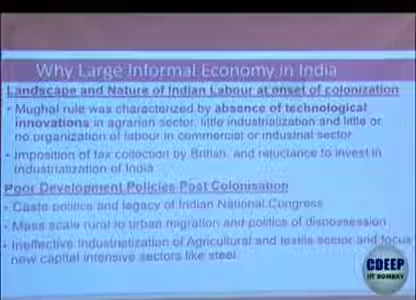 Why Large Informal Economy in India
Landscape and Nature of Indian Labour at onset of colonization
• Mughal rule was characterized by absence of technological
innovations in agrarian sector, little industrialization and little or
no organization of labour in commercial or industrial sector
• Imposition of tax collection by British and reluctance to invest in
Industrialization of India
Poor Development Policies Post Colonisation
• Caste politics and legacy of Indian National Congress
• Mass scale rural to urban migration and politics of dispossession
• Ineffective Industrialization of Agricultural and textile sector and focus
new capital intensive sectors like steel.
CDEEP
IIT BOMBAY